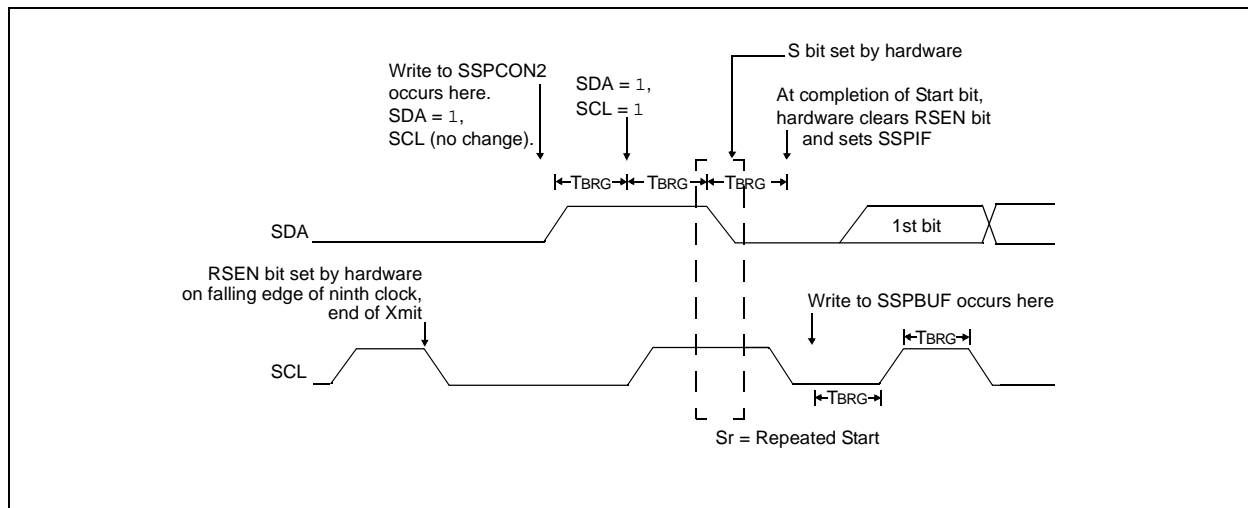 S bit set by hardware
Write to SSPCON2
occurs here.
SDA = 1,
SCL (no change).
SDA = 1,
SCL = 1
At completion of Start bit,
hardware clears RSEN bit
and sets SSPIF
TBRG
TBRG
TBRG
SDA
1st bit
RSEN bit set by hardware
on falling edge of ninth clock,
end of Xmit
Write to SSPBUF occurs here
TBRG
SCL
TBRG
Sr = Repeated Start